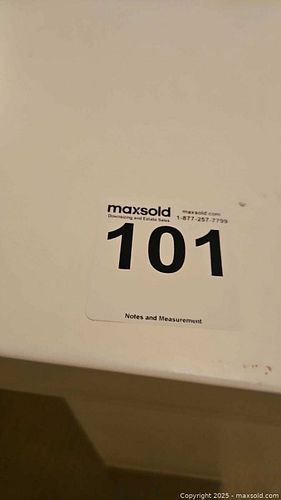 maxsold maxsold.com
Downsizing and Estate Sales 1-877-257-7799
101
Notes and Measurement
Copyright 2025 - maxsold.com